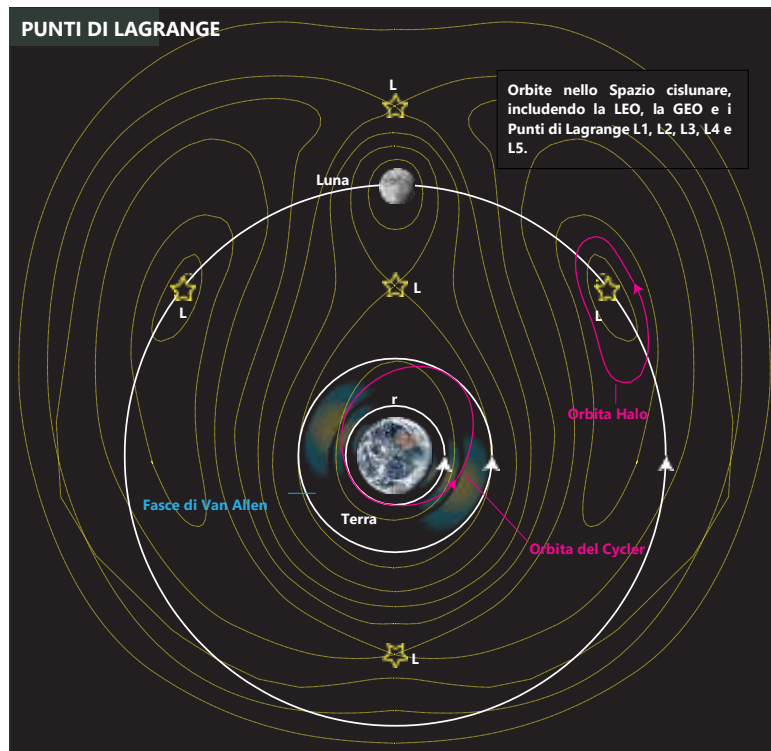 PUNTI DI LAGRANGE
L
Orbite nello Spazio cislunare,
includendo la LEO, la GEO e i
Punti di Lagrange L1, L2, L3, L4 e
L5.
Luna
L
L
L
r
Orbita Halo
Fasce di Van Allen
Terra
Orbita del Cycler
L